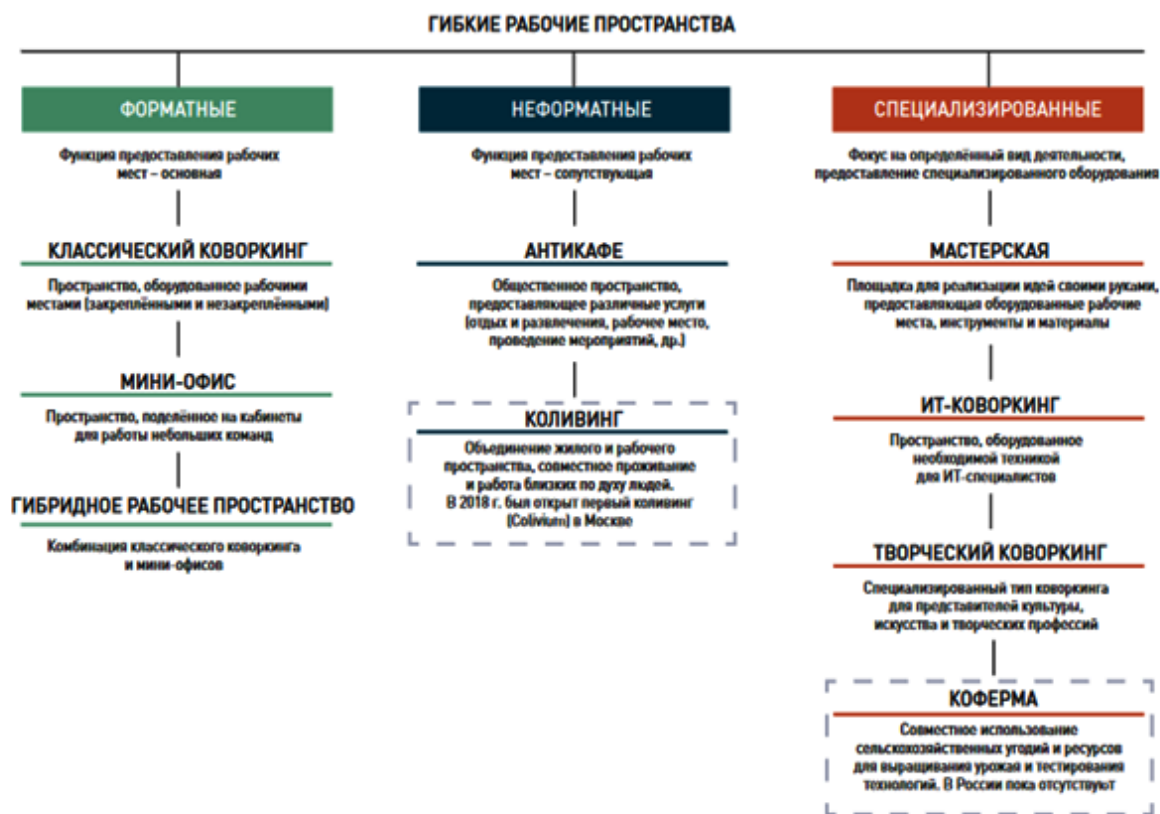 ГИБКИЕ РАБОЧИЕ ПРОСТРАНСТВА
ФОРМАТНЫЕ
Функция предоставления рабочих
мест – основная
КЛАССИЧЕСКИЙ КОВОРКИНГ
Пространство, оборудованное рабочими
местами (закреплёнными и незакреплёнными)
МИНИ-ОФИС
Пространство, поделённое на кабинеты
для работы небольших команд
ГИБРИДНОЕ РАБОЧЕЕ ПРОСТРАНСТВО
Комбинация классического коворкинга
и мини-офисов
НЕФОРМАТНЫЕ
Функция предоставления рабочих
мест – сопутствующая
АНТИКАФЕ
Общественное пространство,
предоставляющее различные услуги
(отдых и развлечения, рабочее место,
проведение мероприятий, др.)
КОЛИВИНГ
Объединение жилого и рабочего
пространства, совместное проживание
и работа близких по духу людей.
В 2018 г. был открыт первый коливинг
(Colivium) в Москве
СПЕЦИАЛИЗИРОВАННЫЕ
Фокус на определённый вид деятельности,
предоставление специализированного оборудования
МАСТЕРСКАЯ
Площадка для реализации идей своими руками,
предоставляющая оборудованные рабочие
места, инструменты и материалы
ИТ-КОВОРКИНГ
Пространство, оборудованное
необходимой техникой
для ИТ-специалистов
ТВОРЧЕСКИЙ КОВОРКИНГ
Специализированный тип коворкинга
для представителей культуры,
искусства и творческих профессий
КОФЕРМА
Совместное использование
сельскохозяйственных угодий и ресурсов
для выращивания урожая и тестирования
технологий. В России пока отсутствуют